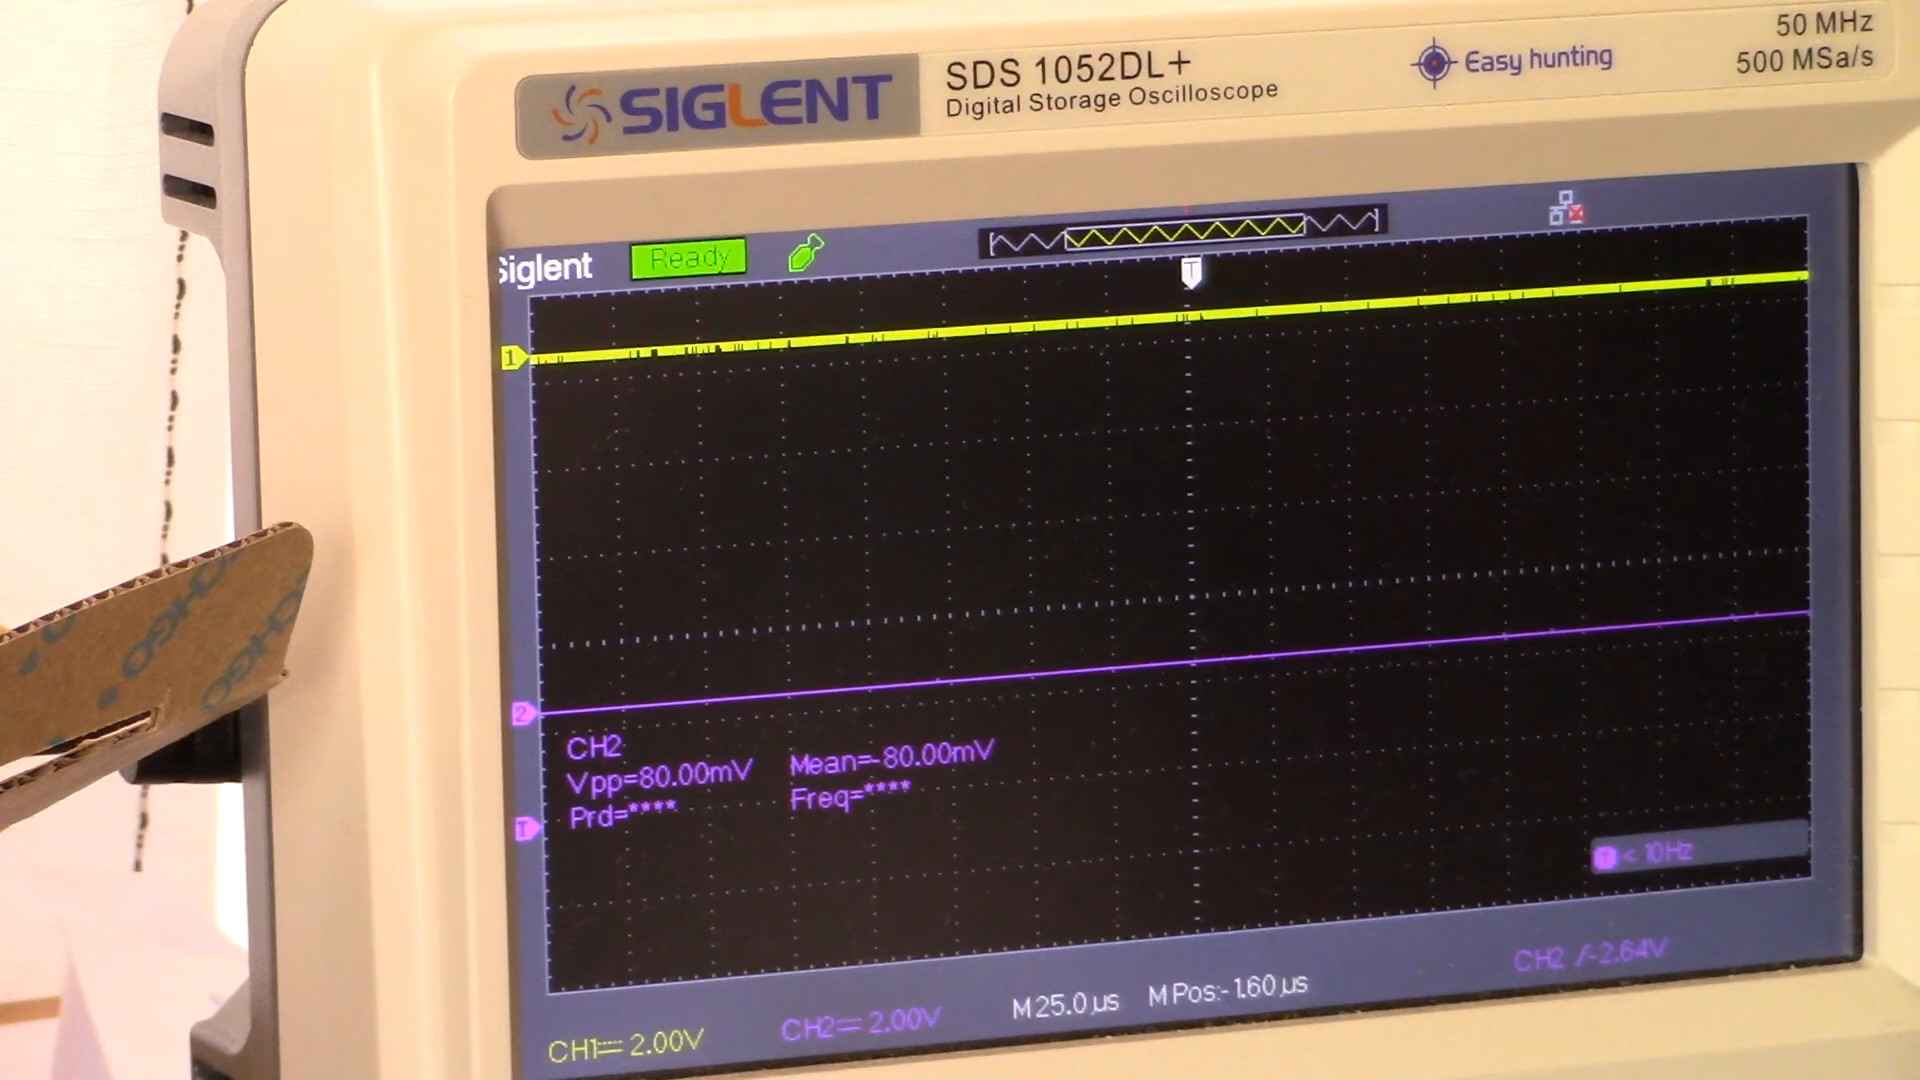 SIGLENT
SDS 1052DL+
Digital Storage Oscilloscope
Easy hunting
50 MHz
500 MSa/s
Siglent
Ready
T
1
2
CH2
Vpp=80.00mV
Mean=-80.00mV
Prd=****
Freq=****
T
< 10Hz
CH1 2.00V
CH2 2.00V
M 25.0µs
M Pos:-1.60µs
CH2 /-2.64V